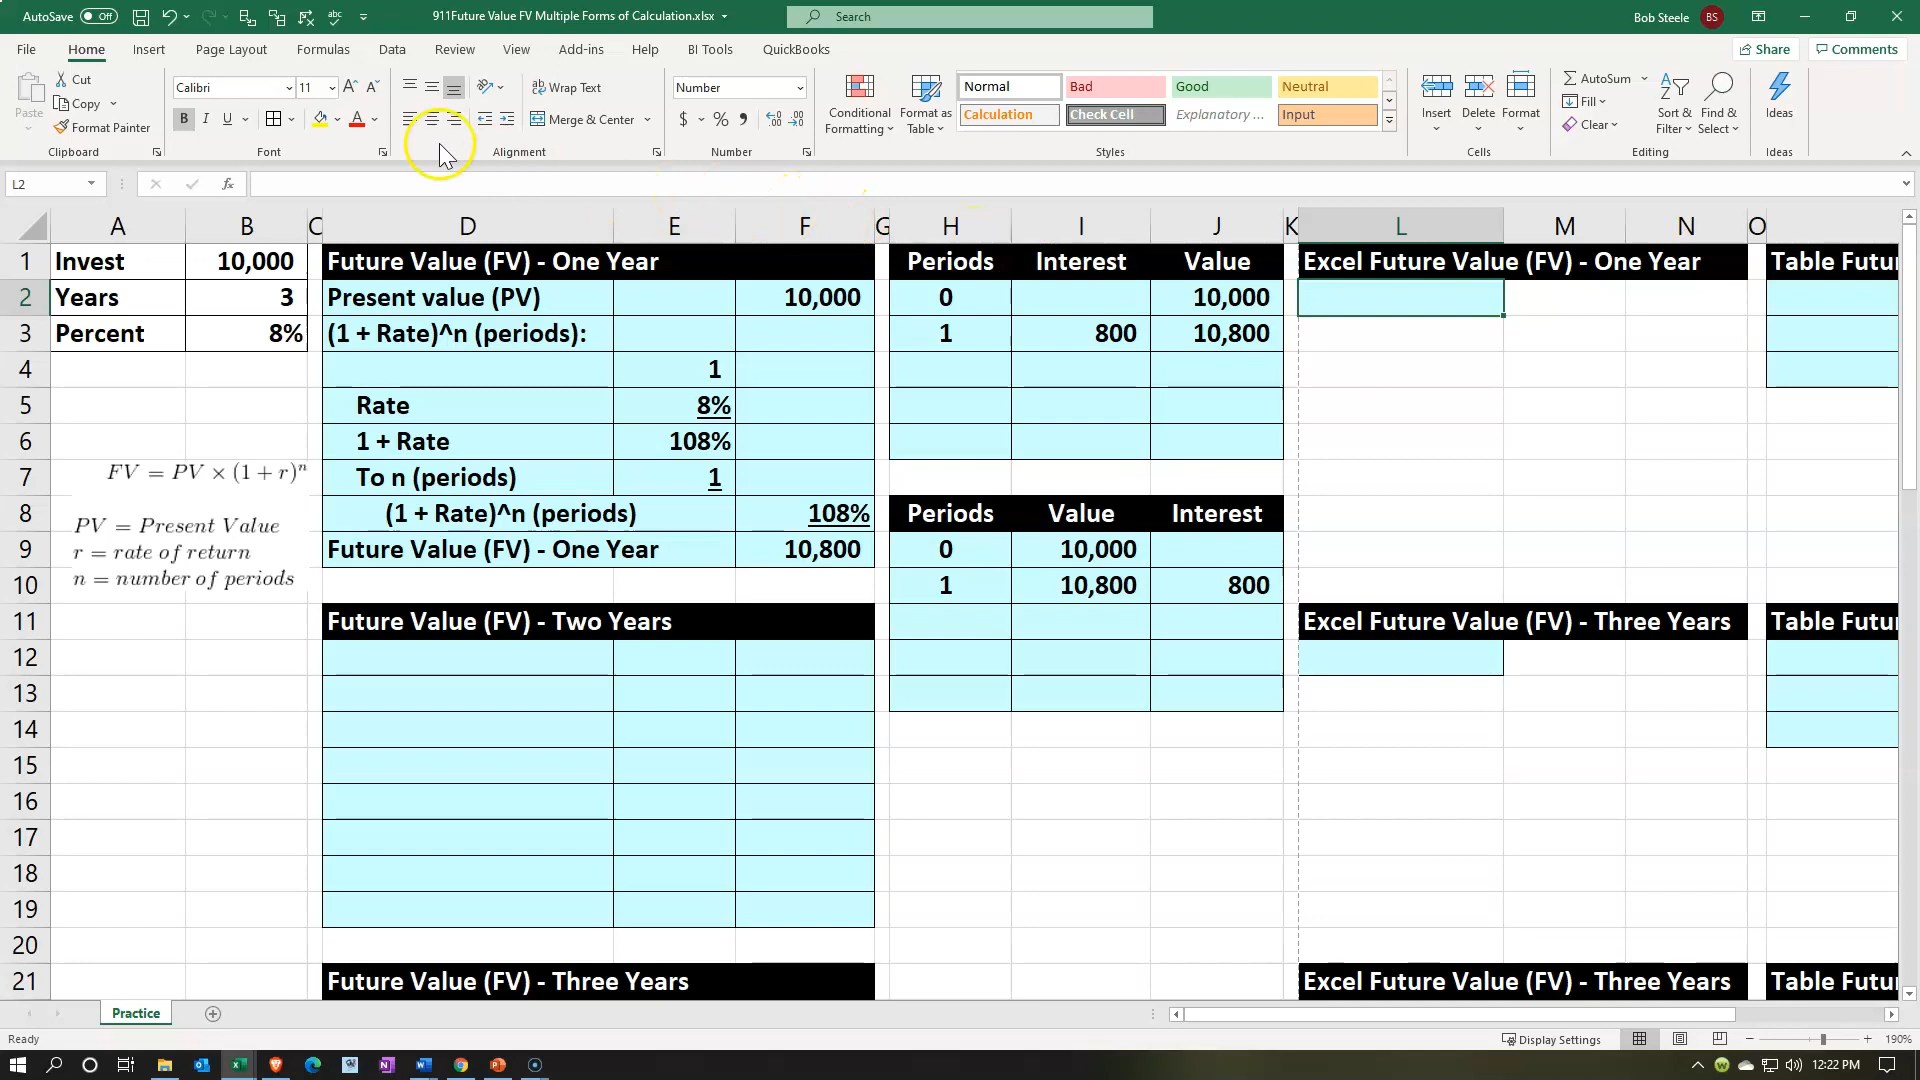 AutoSave Off
911Future Value FV Multiple Forms of Calculation.xlsx
Search
Bob Steele BS
File Home Insert Page Layout Formulas Data Review View Add-ins Help BI Tools QuickBooks
Share Comments
Paste
Cut
Copy
Format Painter
Clipboard
Calibri 11
B I U
Font
Wrap Text
Merge & Center
Alignment
Number
$ %
Number
Conditional Formatting
Format as Table
Normal Bad Good Neutral
Calculation Check Cell Explanatory ... Input
Styles
Insert Delete Format
Cells
AutoSum
Fill
Clear
Sort & Filter
Find & Select
Editing
Ideas
Ideas
L2
fx
A B C D E F G H I J K L M N O
1 Invest 10,000 Future Value (FV) - One Year Periods Interest Value Excel Future Value (FV) - One Year Table Futur
2 Years 3 Present value (PV) 10,000 0 10,000
3 Percent 8% (1 + Rate)^n (periods): 1 800 10,800
4 1
5 Rate 8%
6 1 + Rate 108%
7 FV = PV × (1 + r)^n To n (periods) 1
8 PV = Present Value (1 + Rate)^n (periods) 108% Periods Value Interest
9 r = rate of return Future Value (FV) - One Year 10,800 0 10,000
10 n = number of periods 1 10,800 800
11 Future Value (FV) - Two Years Excel Future Value (FV) - Three Years Table Futur
12
13
14
15
16
17
18
19
20
21 Future Value (FV) - Three Years Excel Future Value (FV) - Three Years Table Futur
Practice
Ready
Display Settings
190%
12:22 PM